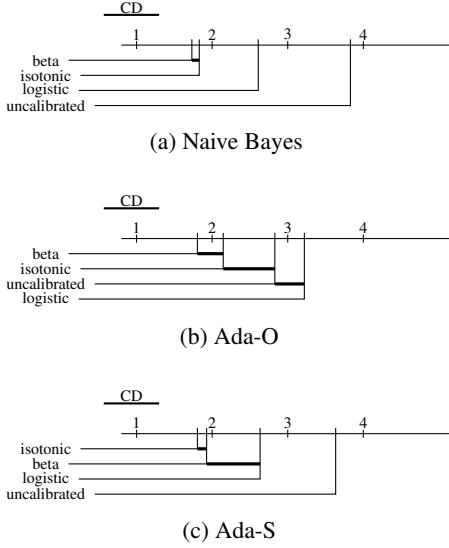 CD
1 2 3 4
beta
isotonic
logistic
uncalibrated
(a) Naive Bayes
CD
1 2 3 4
beta
isotonic
uncalibrated
logistic
(b) Ada-O
CD
1 2 3 4
isotonic
beta
logistic
uncalibrated
(c) Ada-S